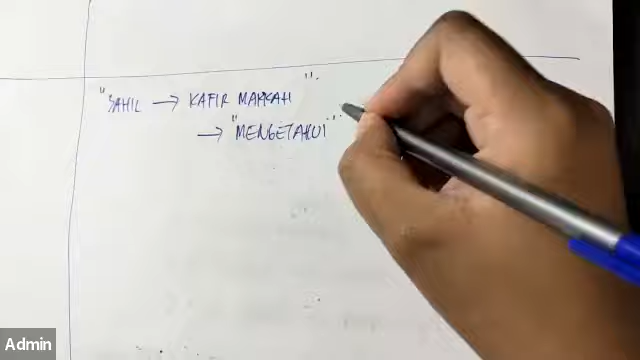 "JAHIL → KAFIR MAKKAH".
→ "MENGETAHUI"
Admin